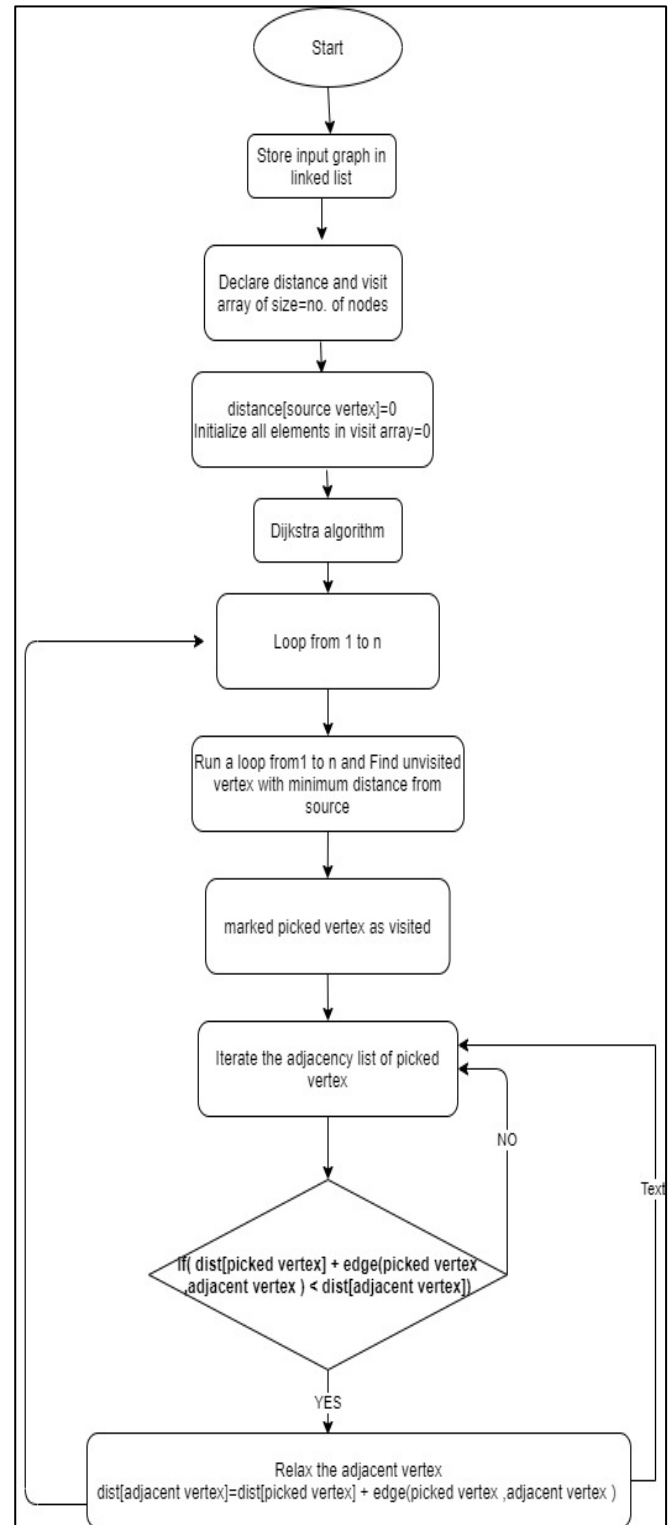 Start
Store input graph in
linked list
Declare distance and visit
array of size=no. of nodes
distance[source vertex]=0
Initialize all elements in visit array=0
Dijkstra algorithm
Loop from 1 to n
Run a loop from1 to n and Find unvisited
vertex with minimum distance from
source
marked picked vertex as visited
Iterate the adjacency list of picked
vertex
NO
Text
if( dist[picked vertex] + edge(picked vertex
,adjacent vertex ) < dist[adjacent vertex])
YES
Relax the adjacent vertex
dist[adjacent vertex]=dist[picked vertex] + edge(picked vertex ,adjacent vertex )